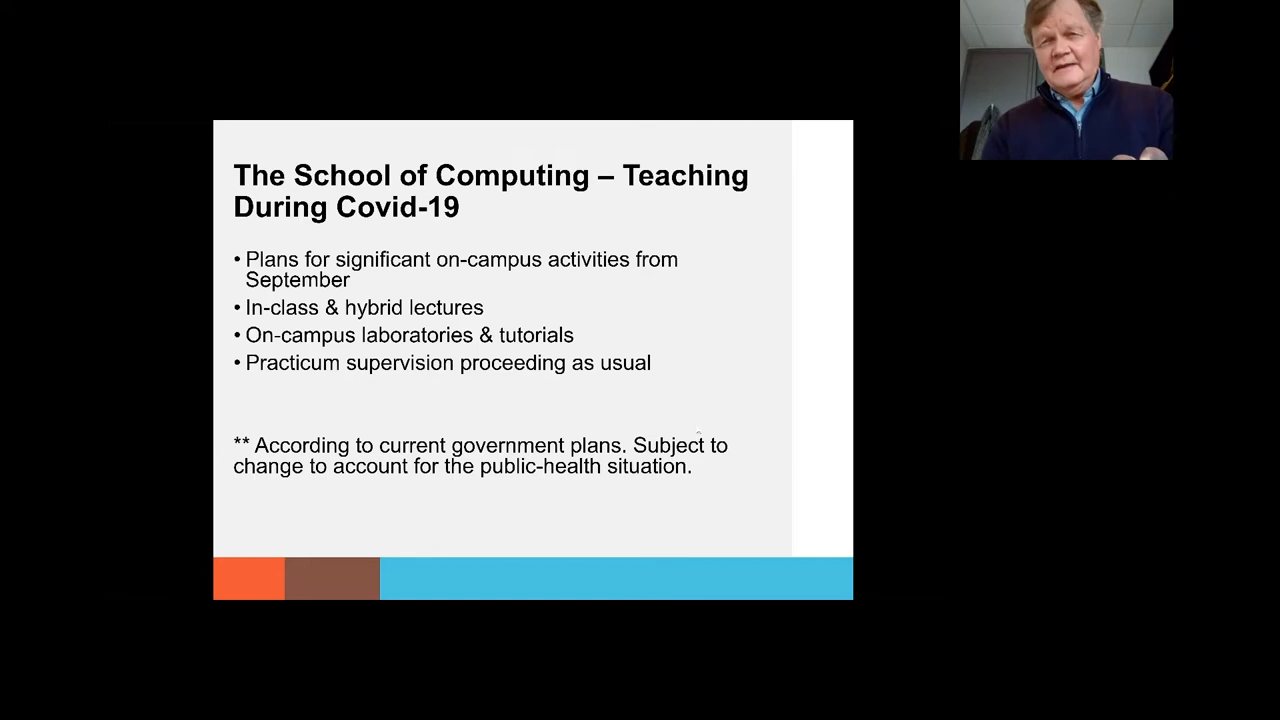 The School of Computing – Teaching
During Covid-19
• Plans for significant on-campus activities from
September
• In-class & hybrid lectures
• On-campus laboratories & tutorials
• Practicum supervision proceeding as usual
** According to current government plans. Subject to
change to account for the public-health situation.